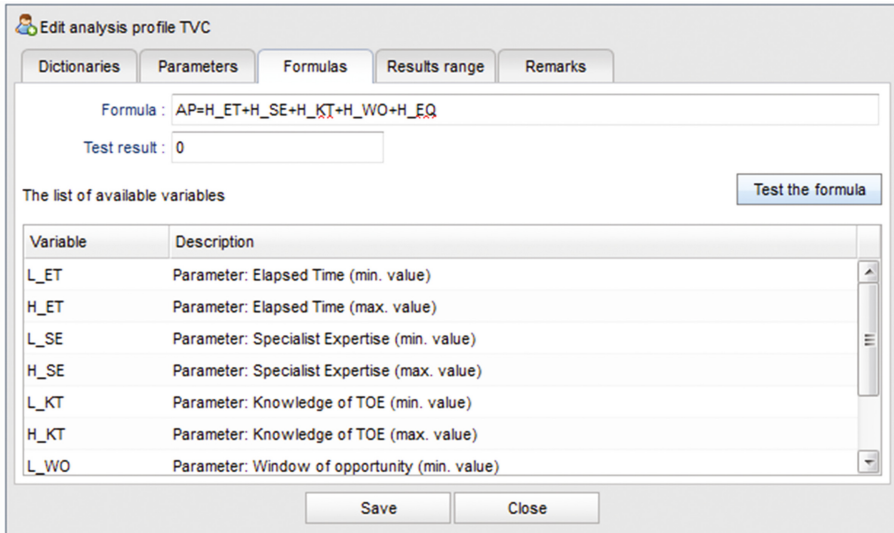 Edit analysis profile TVC
Dictionaries Parameters Formulas Results range Remarks
Formula : AP=H_ET+H_SE+H_KT+H_WO+H_EQ
Test result : 0
The list of available variables Test the formula
Variable Description
L_ET Parameter: Elapsed Time (min. value)
H_ET Parameter: Elapsed Time (max. value)
L_SE Parameter: Specialist Expertise (min. value)
H_SE Parameter: Specialist Expertise (max. value)
L_KT Parameter: Knowledge of TOE (min. value)
H_KT Parameter: Knowledge of TOE (max. value)
L_WO Parameter: Window of opportunity (min. value)
Save Close